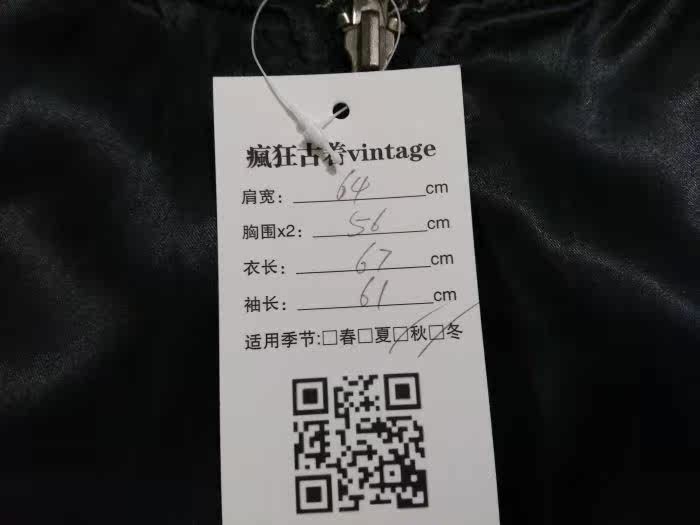 瘋狂古着vintage
肩宽：64cm
胸围x2：56cm
衣长：67cm
袖长：61cm
适用季节:□春□夏□秋□冬